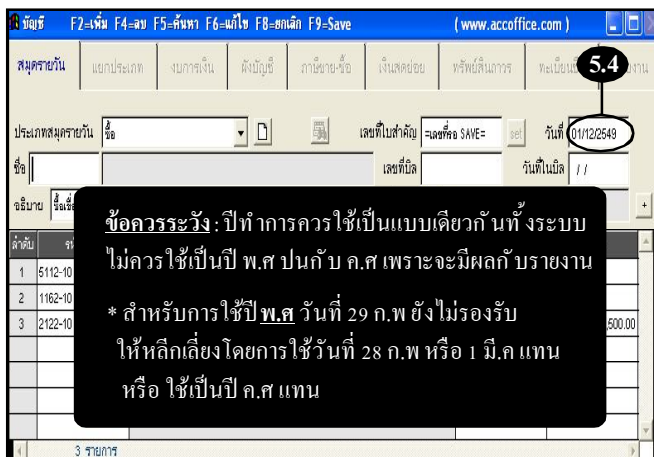 บัญชี F2=เพิ่ม F4=ลบ F5=ค้นหา F6=แก้ไข F8=ยกเลิก F9=Save ( www.accoffice.com )
สมุดรายวัน แยกประเภท งบการเงิน ผังบัญชี ภาษีขาย-ซื้อ เงินสดย่อย ทรัพย์สินถาวร
5.4
ประเภทสมุดรายวัน ซื้อ เลขที่ใบสำคัญ =เลขที่รอ SAVE= set วันที่ 01/12/2549
ชื่อ เลขที่บิล วันที่ในบิล / /
อธิบาย +
ลำดับ
1 5112-10
2 1162-10
3 2122-10 ,500.00
ข้อควรระวัง : ปีทำการควรใช้เป็นแบบเดียวกันทั้งระบบ
ไม่ควรใช้เป็นปี พ.ศ ปนกับ ค.ศ เพราะจะมีผลกับรายงาน
* สำหรับการใช้ปี พ.ศ วันที่ 29 ก.พ ยังไม่รองรับ
ให้หลีกเลี่ยงโดยการใช้วันที่ 28 ก.พ หรือ 1 มี.ค แทน
หรือ ใช้เป็นปี ค.ศ แทน
3 รายการ